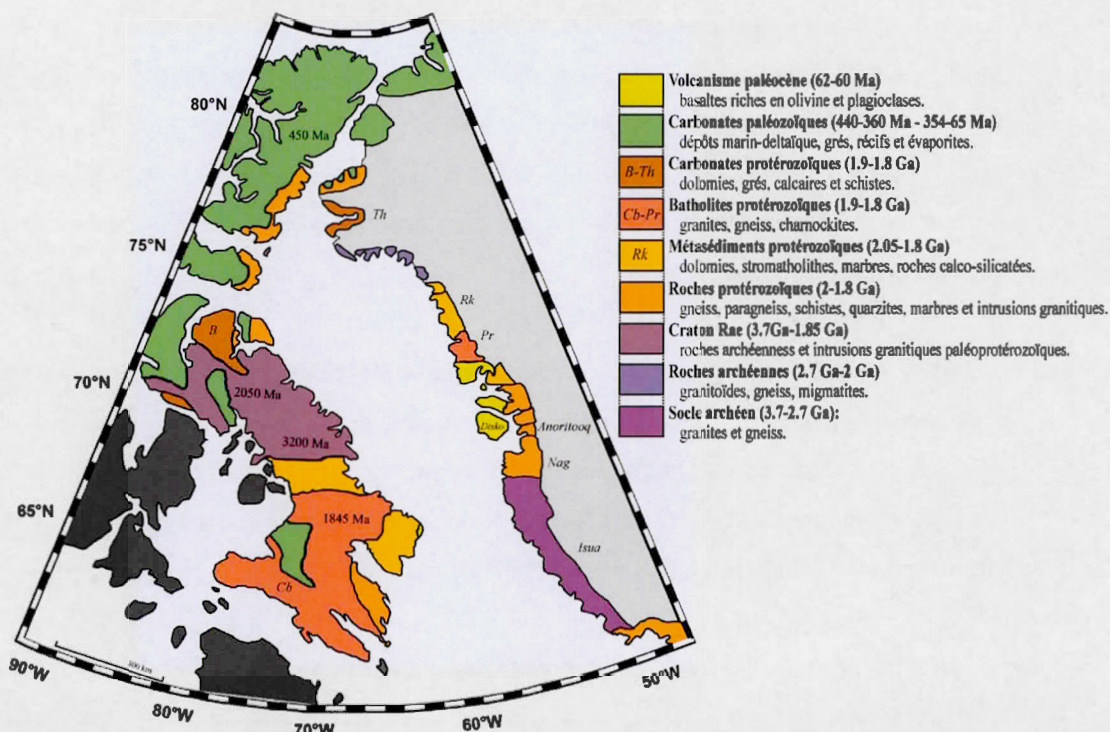 80°N
75°N
70°N
65°N
90°W
80°W
70°W
60°W
50°W
450 Ma
Th
Rk
Pr
B
2050 Ma
3200 Ma
Disko
Anoritooq
Nag
1845 Ma
Isua
Cb
Volcanisme paléocène (62-60 Ma)
basaltes riches en olivine et plagioclases.
Carbonates paléozoïques (440-360 Ma - 354-65 Ma)
dépôts marin-deltaïque, grés, récifs et évaporites.
B-Th
Carbonates protérozoïques (1.9-1.8 Ga)
dolomies, grés, calcaires et schistes.
Cb-Pr
Batholites protérozoïques (1.9-1.8 Ga)
granites, gneiss, charnockites.
Rk
Métasédiments protérozoïques (2.05-1.8 Ga)
dolomies, stromatholithes, marbres, roches calco-silicatées.
Roches protérozoïques (2-1.8 Ga)
gneiss, paragneiss, schistes, quarzites, marbres et intrusions granitiques.
Craton Rae (3.7Ga-1.85 Ga)
roches archéenness et intrusions granitiques paléoprotérozoïques.
Roches archéennes (2.7 Ga-2 Ga)
granitoïdes, gneiss, migmatites.
Socle archéen (3.7-2.7 Ga):
granites et gneiss.